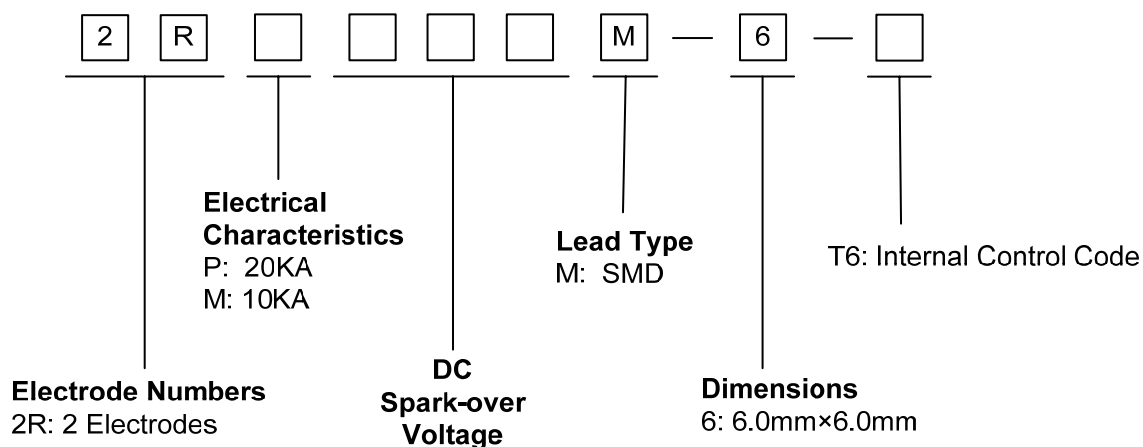 2 R M — 6 —
Electrical
Characteristics
P: 20KA
M: 10KA
Lead Type
M: SMD
T6: Internal Control Code
Electrode Numbers
2R: 2 Electrodes
DC
Spark-over
Voltage
Dimensions
6: 6.0mm×6.0mm